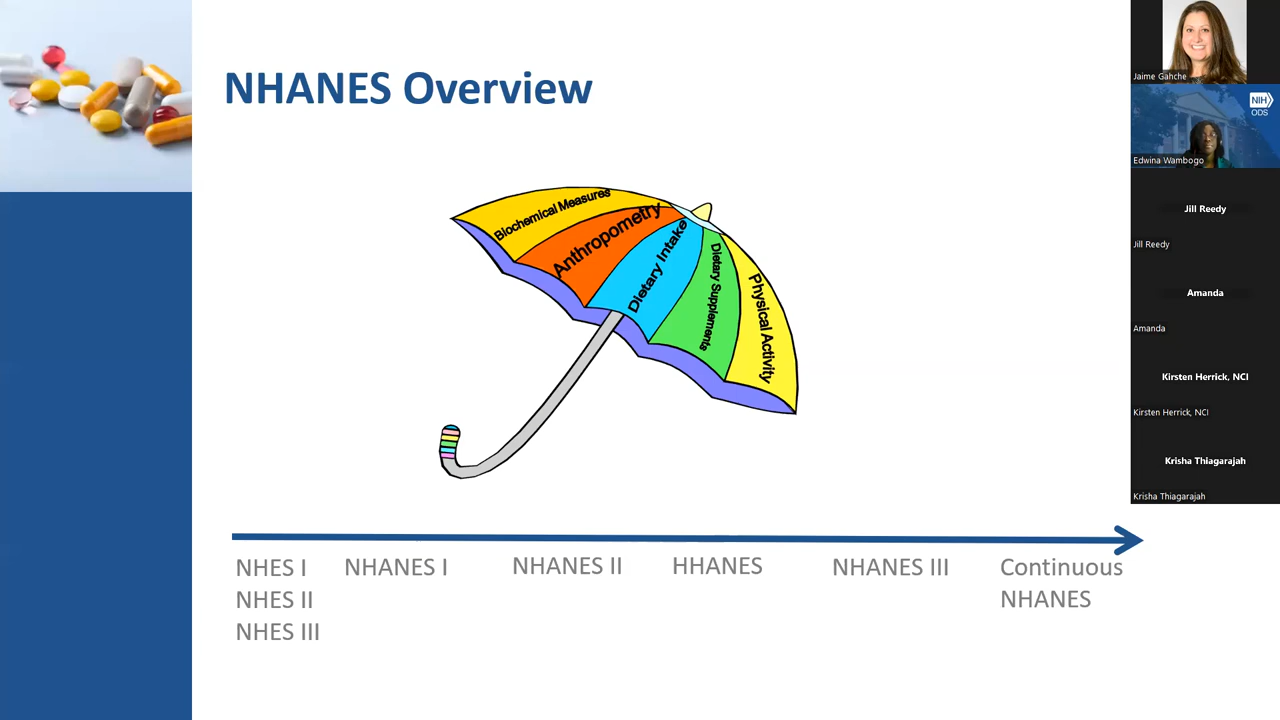 NHANES Overview
Biochemical Measures
Anthropometry
Dietary Intake
Dietary Supplements
Physical Activity
NHES I
NHES II
NHES III
NHANES I
NHANES II
HHANES
NHANES III
Continuous
NHANES
Jaime Gahche
NIH
ODS
Edwina Wambogo
Jill Reedy
Jill Reedy
Amanda
Amanda
Kirsten Herrick, NCI
Kirsten Herrick, NCI
Krisha Thiagarajah
Krisha Thiagarajah